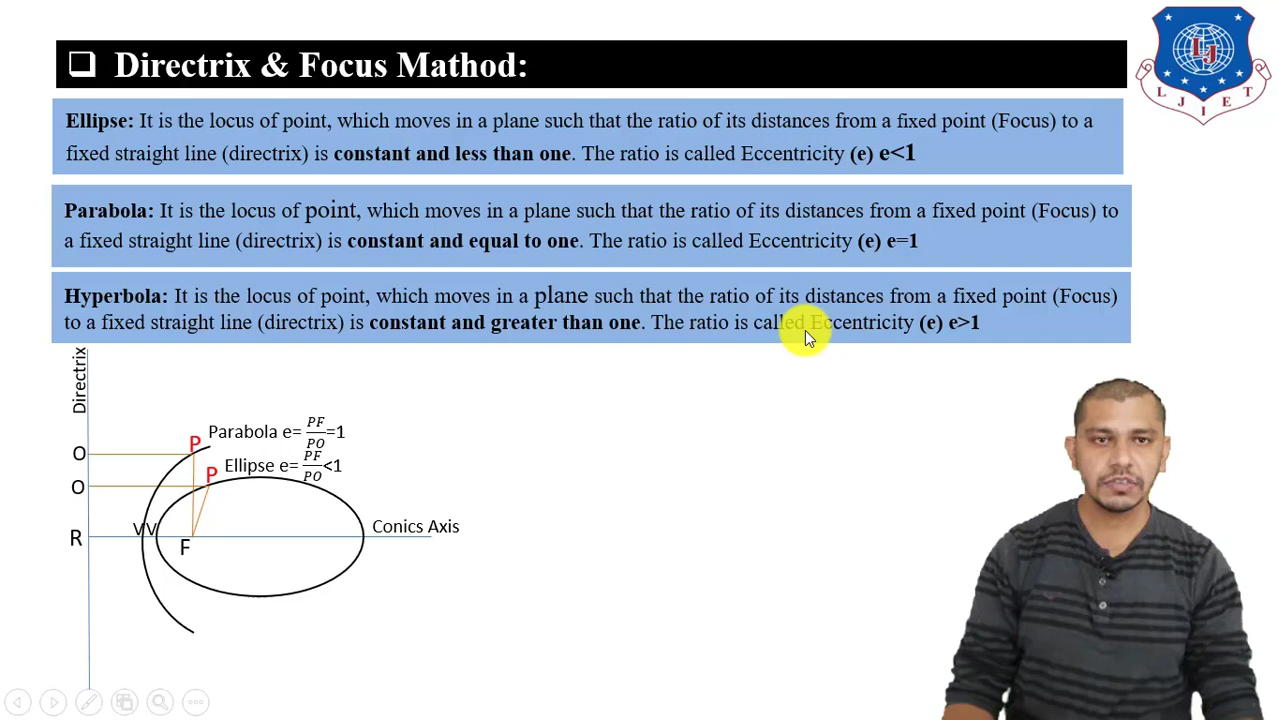 ❑ Directrix & Focus Mathod:
L J I E T
LJ
Ellipse: It is the locus of point, which moves in a plane such that the ratio of its distances from a fixed point (Focus) to a
fixed straight line (directrix) is constant and less than one. The ratio is called Eccentricity (e) e<1
Parabola: It is the locus of point, which moves in a plane such that the ratio of its distances from a fixed point (Focus) to
a fixed straight line (directrix) is constant and equal to one. The ratio is called Eccentricity (e) e=1
Hyperbola: It is the locus of point, which moves in a plane such that the ratio of its distances from a fixed point (Focus)
to a fixed straight line (directrix) is constant and greater than one. The ratio is called Eccentricity (e) e>1
Directrix
P Parabola e= PF/PO=1
O
P Ellipse e= PF/PO<1
O
R
VV
F
Conics Axis